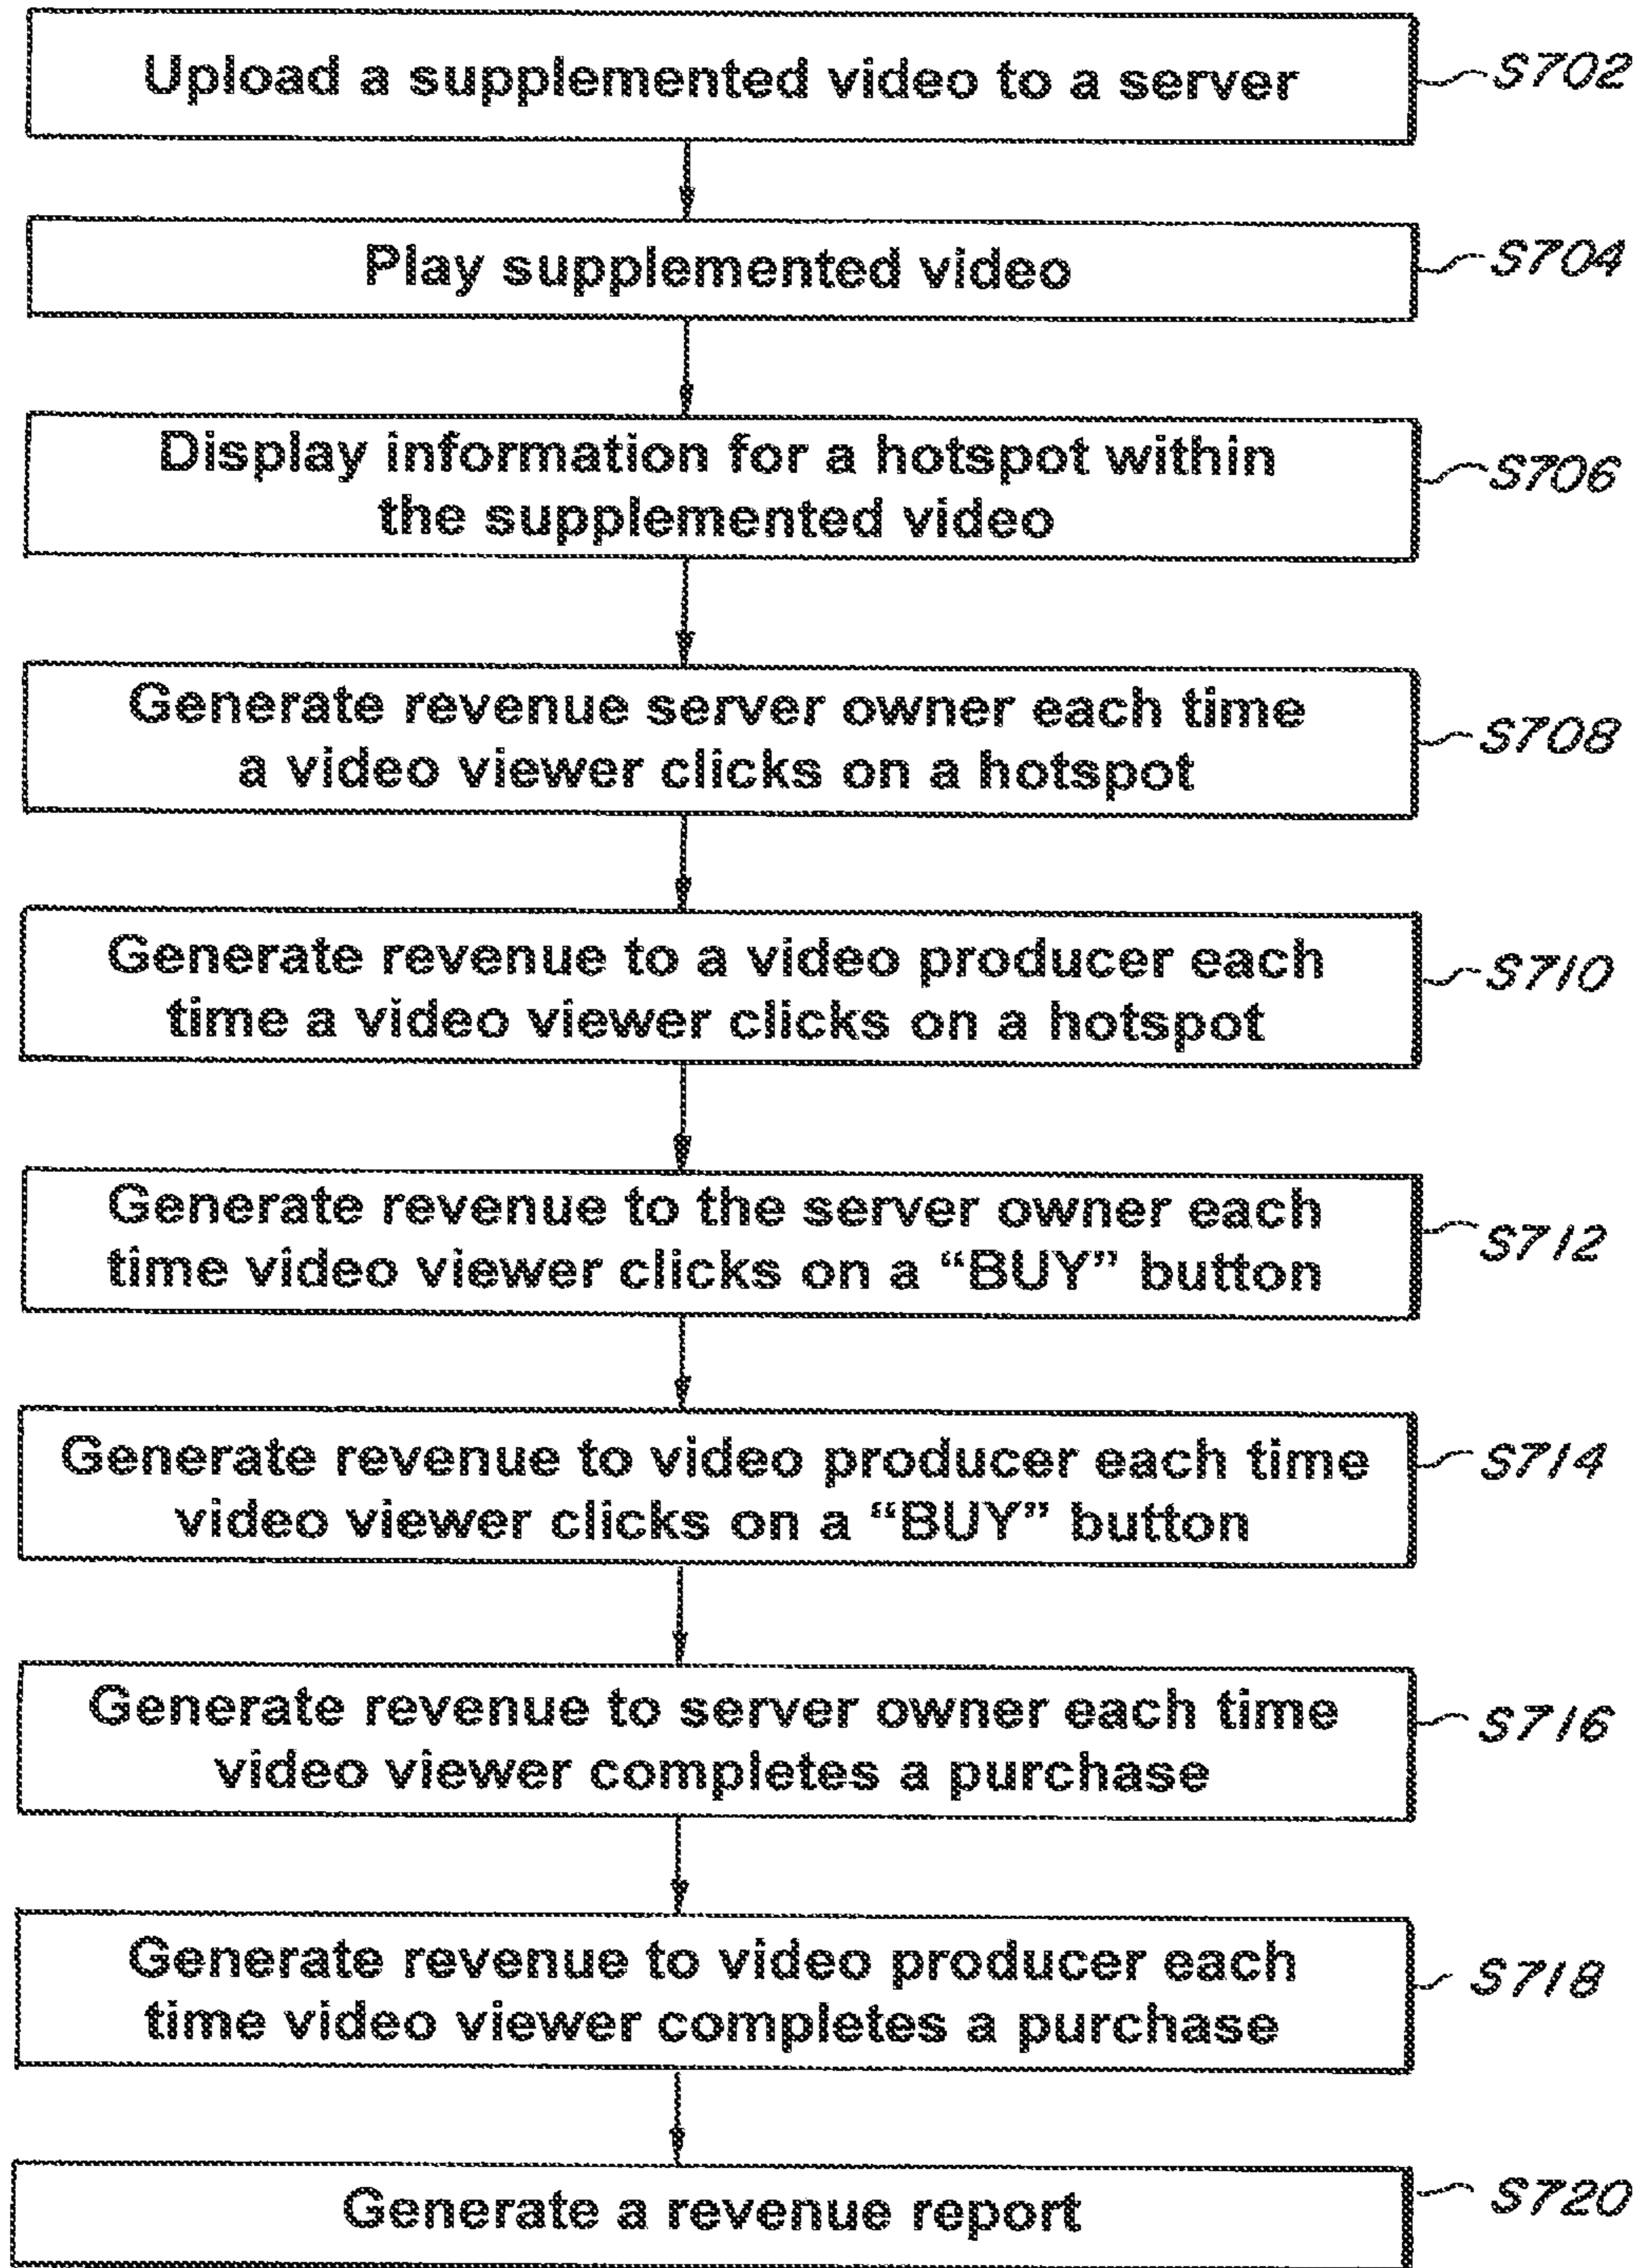 Upload a supplemented video to a server
S702
Play supplemented video
S704
Display information for a hotspot within
the supplemented video
S706
Generate revenue server owner each time
a video viewer clicks on a hotspot
S708
Generate revenue to a video producer each
time a video viewer clicks on a hotspot
S710
Generate revenue to the server owner each
time video viewer clicks on a “BUY” button
S712
Generate revenue to video producer each time
video viewer clicks on a “BUY” button
S714
Generate revenue to server owner each time
video viewer completes a purchase
S716
Generate revenue to video producer each
time video viewer completes a purchase
S718
Generate a revenue report
S720